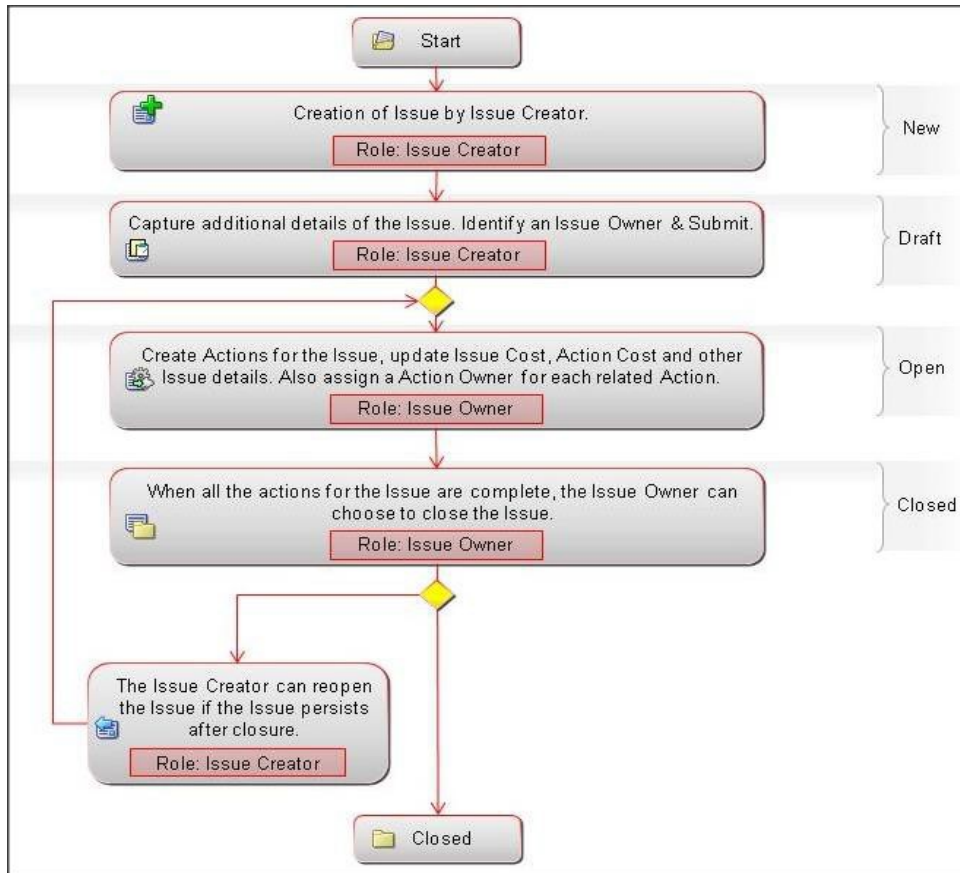 Start
Creation of Issue by Issue Creator.
Role: Issue Creator
New
Capture additional details of the Issue. Identify an Issue Owner & Submit.
Role: Issue Creator
Draft
Create Actions for the Issue, update Issue Cost, Action Cost and other
Issue details. Also assign a Action Owner for each related Action.
Role: Issue Owner
Open
When all the actions for the Issue are complete, the Issue Owner can
choose to close the Issue.
Role: Issue Owner
Closed
The Issue Creator can reopen
the Issue if the Issue persists
after closure.
Role: Issue Creator
Closed